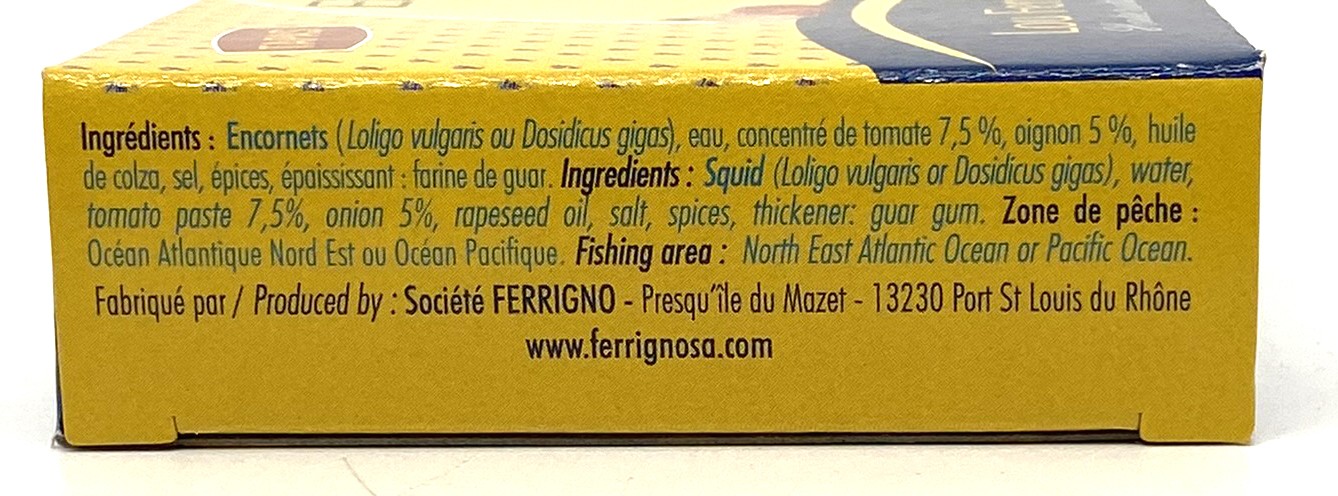 Ingrédients : Encornets (Loligo vulgaris ou Dosidicus gigas), eau, concentré de tomate 7,5 %, oignon 5 %, huile
de colza, sel, épices, épaississant : farine de guar. Ingredients : Squid (Loligo vulgaris or Dosidicus gigas), water,
tomato paste 7,5%, onion 5%, rapeseed oil, salt, spices, thickener: guar gum. Zone de pêche :
Océan Atlantique Nord Est ou Océan Pacifique. Fishing area : North East Atlantic Ocean or Pacific Ocean.
Fabriqué par / Produced by : Société FERRIGNO - Presqu'île du Mazet - 13230 Port St Louis du Rhône
www.ferrignosa.com